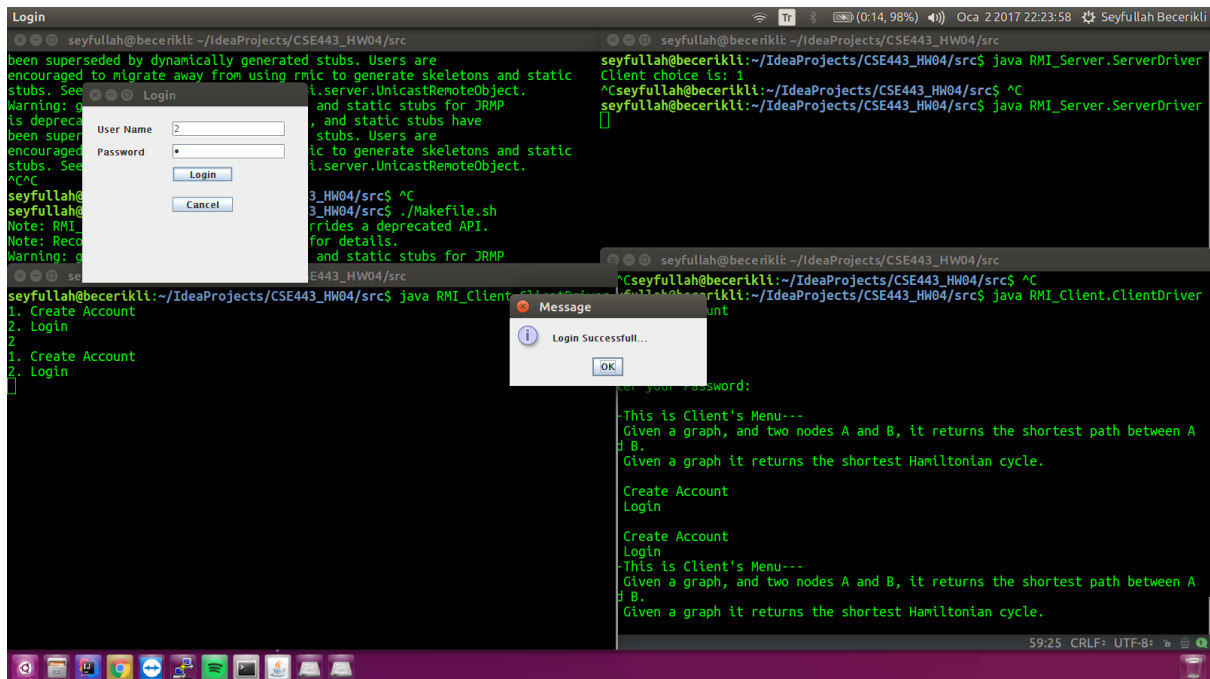 Login
Tr
(0:14, 98%)
Oca 2 2017 22:23:58
Seyfullah Becerikli
seyfullah@becerikli: ~/IdeaProjects/CSE443_HW04/src
been superseded by dynamically generated stubs. Users are
encouraged to migrate away from using rmic to generate skeletons and static
stubs. See i.server.UnicastRemoteObject.
Warning: g and static stubs for JRMP
is depreca , and static stubs have
been super stubs. Users are
encouraged ic to generate skeletons and static
stubs. See i.server.UnicastRemoteObject.
^C^C
seyfullah@ 3_HW04/src$ ^C
seyfullah@ 3_HW04/src$ ./Makefile.sh
Note: RMI_ rrides a deprecated API.
Note: Reco for details.
Warning: g and static stubs for JRMP
Login
User Name 2
Password •
Login
Cancel
seyfullah@becerikli: ~/IdeaProjects/CSE443_HW04/src
seyfullah@becerikli:~/IdeaProjects/CSE443_HW04/src$ java RMI_Server.ServerDriver
Client choice is: 1
^Cseyfullah@becerikli:~/IdeaProjects/CSE443_HW04/src$ ^C
seyfullah@becerikli:~/IdeaProjects/CSE443_HW04/src$ java RMI_Server.ServerDriver
se E443_HW04/src
seyfullah@becerikli:~/IdeaProjects/CSE443_HW04/src$ java RMI_Client
1. Create Account
2. Login
2
1. Create Account
2. Login
Message
Login Successfull...
OK
seyfullah@becerikli: ~/IdeaProjects/CSE443_HW04/src
^Cseyfullah@becerikli:~/IdeaProjects/CSE443_HW04/src$ ^C
rikli:~/IdeaProjects/CSE443_HW04/src$ java RMI_Client.ClientDriver
unt
ter your Password:
-This is Client's Menu---
Given a graph, and two nodes A and B, it returns the shortest path between A
d B.
Given a graph it returns the shortest Hamiltonian cycle.
Create Account
Login
Create Account
Login
-This is Client's Menu---
Given a graph, and two nodes A and B, it returns the shortest path between A
d B.
Given a graph it returns the shortest Hamiltonian cycle.
59:25 CRLF÷ UTF-8÷